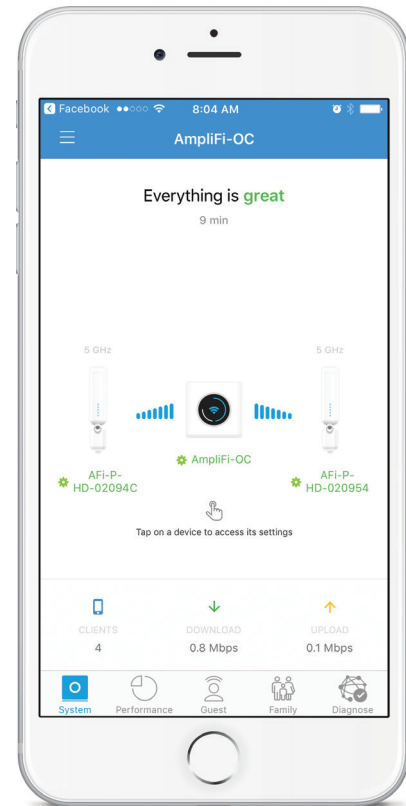 Facebook
8:04 AM
AmpliFi-OC
Everything is great
9 min
5 GHz
5 GHz
AmpliFi-OC
AFi-P-
HD-02094C
AFi-P-
HD-020954
Tap on a device to access its settings
CLIENTS
4
DOWNLOAD
0.8 Mbps
UPLOAD
0.1 Mbps
System
Performance
Guest
Family
Diagnose